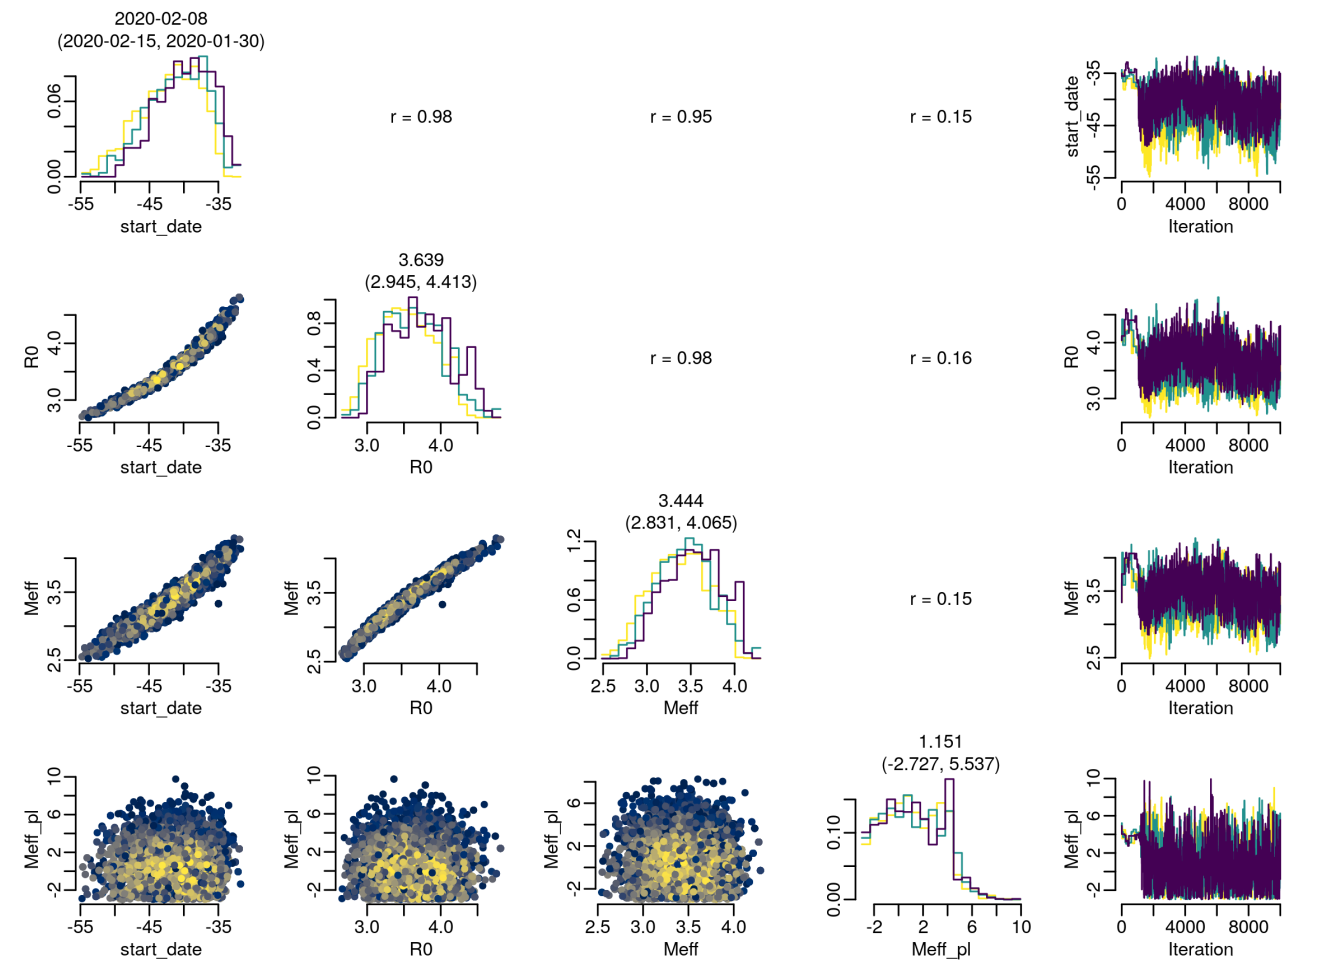 2020-02-08
(2020-02-15, 2020-01-30)
0.00 0.06
-55 -45 -35
start_date
r = 0.98
r = 0.95
r = 0.15
-55 -45 -35
start_date
0 4000 8000
Iteration
3.0 4.0
R0
-55 -45 -35
start_date
3.639
(2.945, 4.413)
0.0 0.4 0.8
3.0 4.0
R0
r = 0.98
r = 0.16
3.0 4.0
R0
0 4000 8000
Iteration
2.5 3.5
Meff
-55 -45 -35
start_date
2.5 3.5
Meff
3.0 4.0
R0
3.444
(2.831, 4.065)
0.0 0.6 1.2
2.5 3.0 3.5 4.0
Meff
r = 0.15
2.5 3.5
Meff
0 4000 8000
Iteration
-2 2 6 10
Meff_pl
-55 -45 -35
start_date
-2 2 6 10
Meff_pl
3.0 4.0
R0
-2 2 6
Meff_pl
2.5 3.0 3.5 4.0
Meff
1.151
(-2.727, 5.537)
0.00 0.10
-2 2 6 10
Meff_pl
-2 2 6 10
Meff_pl
0 4000 8000
Iteration